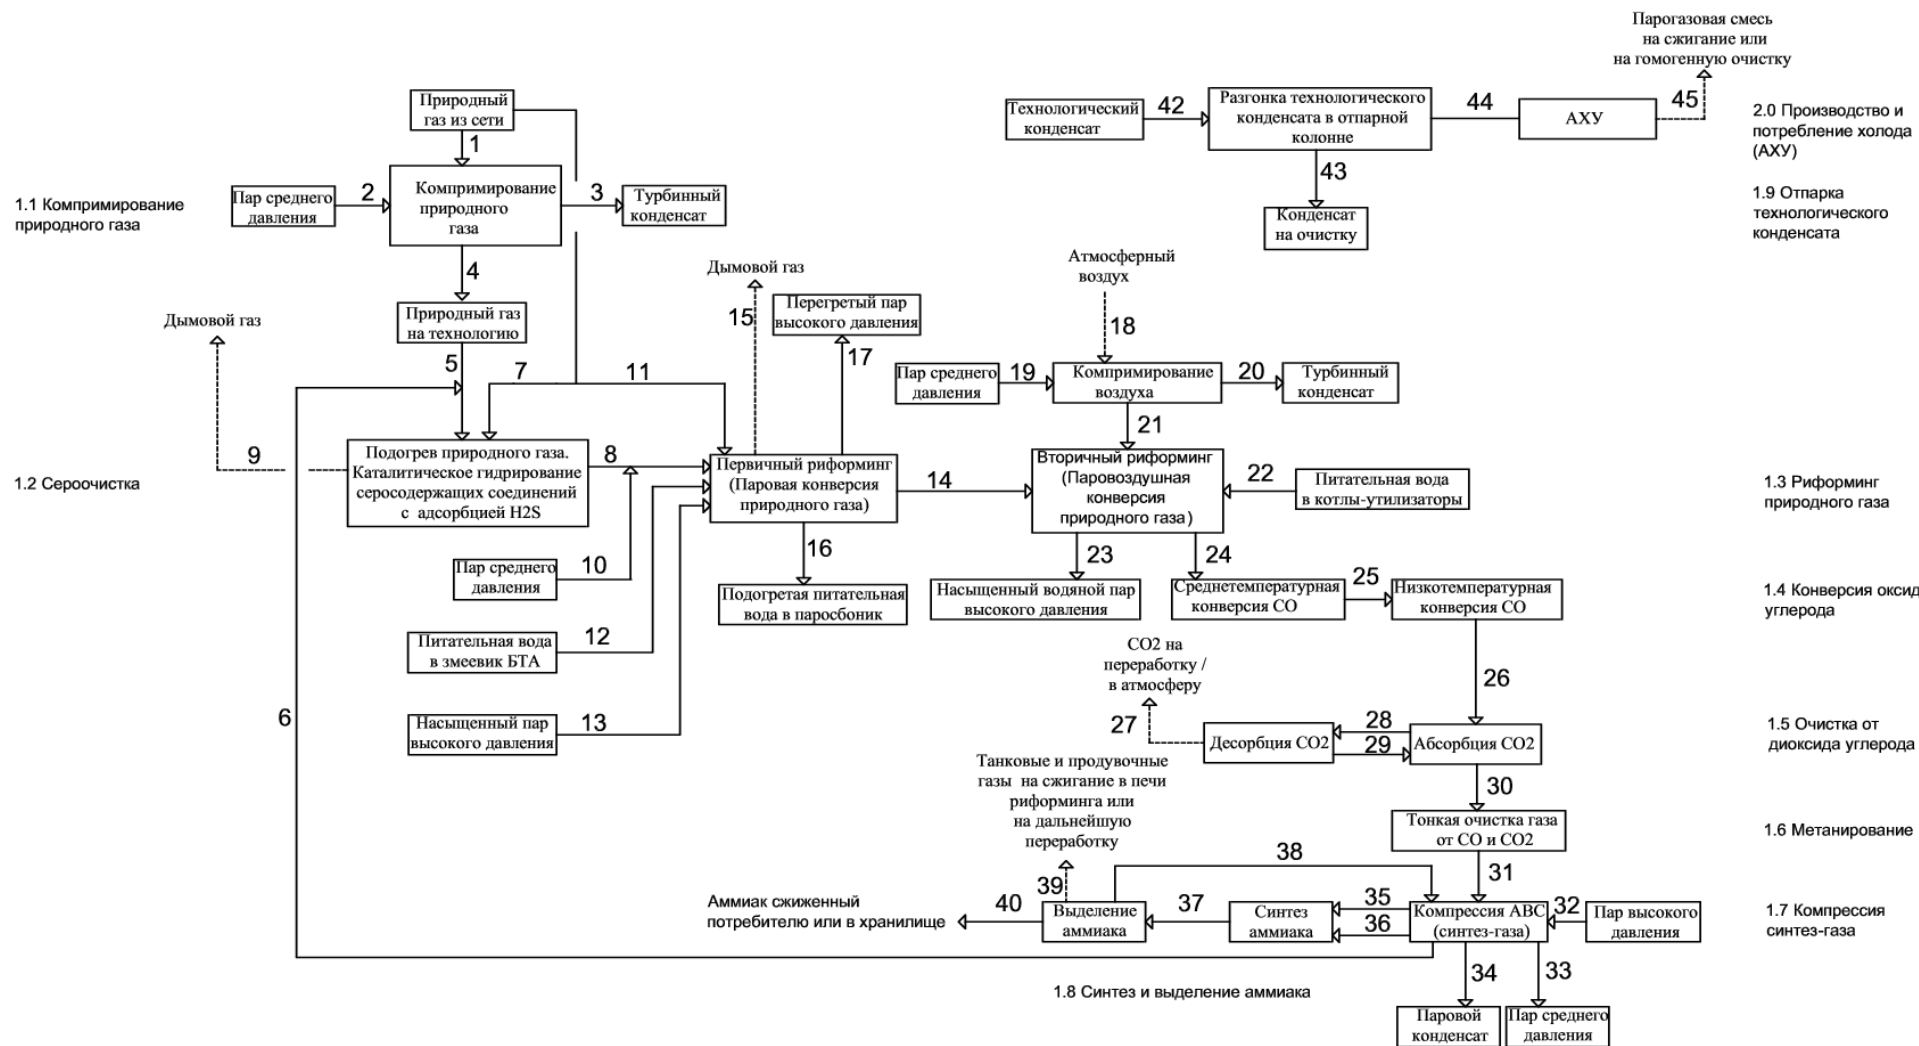 Парогазовая смесь
на сжигание или
на гомогенную очистку
Природный
газ из сети
1
Технологический
конденсат
42
Разгонка технологического
конденсата в отпарной
колонне
44
АХУ
45
2.0 Производство и
потребление холода
(АХУ)
43
1.1 Компримирование
природного газа
Пар среднего
давления
2
Компримирование
природного
газа
3
Турбинный
конденсат
Конденсат
на очистку
1.9 Отпарка
технологического
конденсата
4
Дымовой газ
Природный газ
на технологию
Дымовой газ
15
Перегретый пар
высокого давления
17
Атмосферный
воздух
18
5
7
11
Пар среднего
давления
19
Компримирование
воздуха
20
Турбинный
конденсат
21
1.2 Сероочистка
9
Подогрев природного газа.
Каталитическое гидрирование
серосодержащих соединений
с адсорбцией H2S
8
Первичный риформинг
(Паровая конверсия
природного газа)
14
Вторичный риформинг
(Паровоздушная
конверсия
природного газа)
22
Питательная вода
в котлы-утилизаторы
1.3 Риформинг
природного газа
16
23
24
Пар среднего
давления
10
Подогретая питательная
вода в паросбоник
Насыщенный водяной пар
высокого давления
Среднетемпературная
конверсия СО
25
Низкотемпературная
конверсия СО
1.4 Конверсия оксид
углерода
Питательная вода
в змеевик БТА
12
26
6
Насыщенный пар
высокого давления
13
СО2 на
переработку /
в атмосферу
27
Десорбция СО2
28
29
Абсорбция СО2
1.5 Очистка от
диоксида углерода
30
Танковые и продувочные
газы на сжигание в печи
риформинга или
на дальнейшую
переработку
Тонкая очистка газа
от СО и СО2
1.6 Метанирование
38
31
Аммиак сжиженный
потребителю или в хранилище
40
39
Выделение
аммиака
37
Синтез
аммиака
35
36
Компрессия АВС
(синтез-газа)
32
Пар высокого
давления
1.7 Компрессия
синтез-газа
34
33
1.8 Синтез и выделение аммиака
Паровой
конденсат
Пар среднего
давления